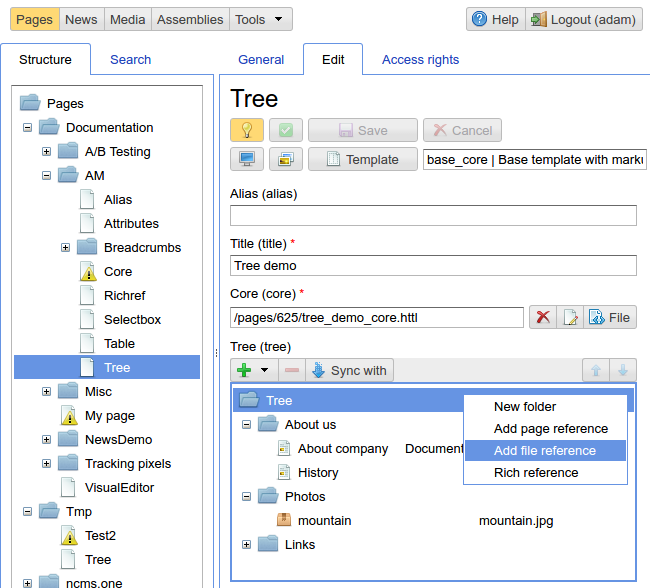 Pages News Media Assemblies Tools Help Logout (adam)
Structure Search General Edit Access rights
Pages
Documentation
A/B Testing
AM
Alias
Attributes
Breadcrumbs
Core
Richref
Selectbox
Table
Tree
Misc
My page
NewsDemo
Tracking pixels
VisualEditor
Tmp
Test2
Tree
ncms.one
Tree
Save Cancel
Template base_core | Base template with marku
Alias (alias)
Title (title) *
Tree demo
Core (core) *
/pages/625/tree_demo_core.httl File
Tree (tree)
Sync with
Tree
About us
About company Document
History
Photos
mountain mountain.jpg
Links
New folder
Add page reference
Add file reference
Rich reference